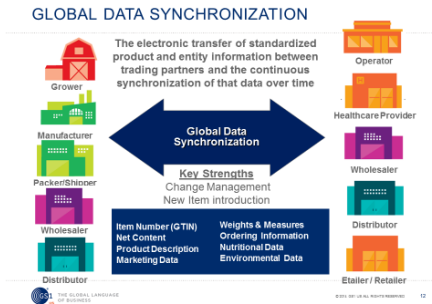 GLOBAL DATA SYNCHRONIZATION
The electronic transfer of standardized
product and entity information between
trading partners and the continuous
synchronization of that data over time
Grower
Manufacturer
Packer/Shipper
Wholesaler
Distributor
Global Data
Synchronization
Key Strengths
Change Management
New Item introduction
Item Number (GTIN)
Net Content
Product Description
Marketing Data
Weights & Measures
Ordering Information
Nutritional Data
Environmental Data
Operator
Healthcare Provider
Wholesaler
Distributor
Etailer / Retailer
GS1
THE GLOBAL LANGUAGE
OF BUSINESS
ALL RIGHTS RESERVED
12